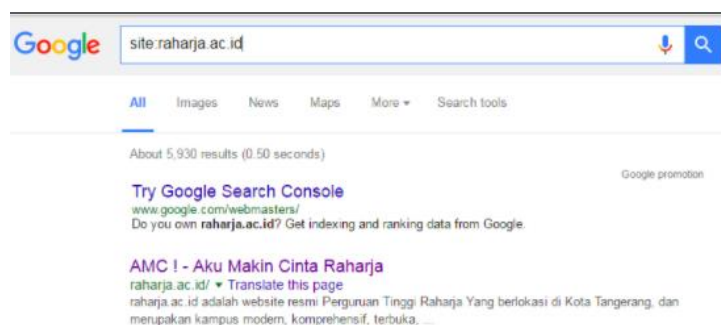 Google site:raharja.ac.id
All Images News Maps More Search tools
About 5,930 results (0.50 seconds)
Google promotion
Try Google Search Console
www.google.com/webmasters/
Do you own raharja.ac.id? Get indexing and ranking data from Google.
AMC ! - Aku Makin Cinta Raharja
raharja.ac.id/ Translate this page
raharja.ac.id adalah website resmi Perguruan Tinggi Raharja Yang berlokasi di Kota Tangerang, dan
merupakan kampus modern, komprehensif, terbuka, ...